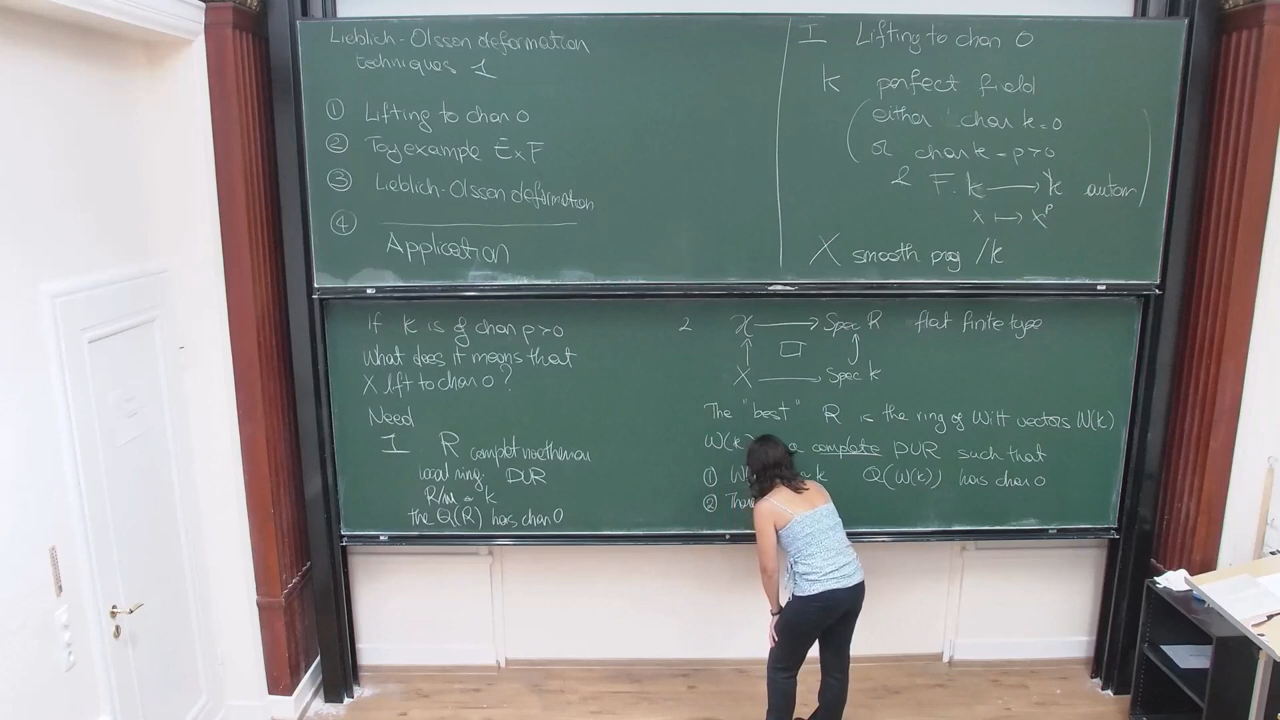 Lieblich-Olsson deformation
techniques 1
① Lifting to char 0
② Toy example E×F
③ Lieblich-Olsson deformation
④
Application
I Lifting to char 0
k perfect field
(either char k=0
or char k=p>0
& F: k → k autom)
x ↦ x^p
X smooth proj /k
If k is of char p>0
what does it means that
X lift to char 0?
Need
1 R complet noetherian
local ring. DVR
R/m ≃ k
the Q(R) has char 0
2 𝒳 → Spec R flat finite type
X → Spec k
The "best" R is the ring of Witt vectors W(k)
W(k) a complete DVR such that
① W k Q(W(k)) has char 0
② There